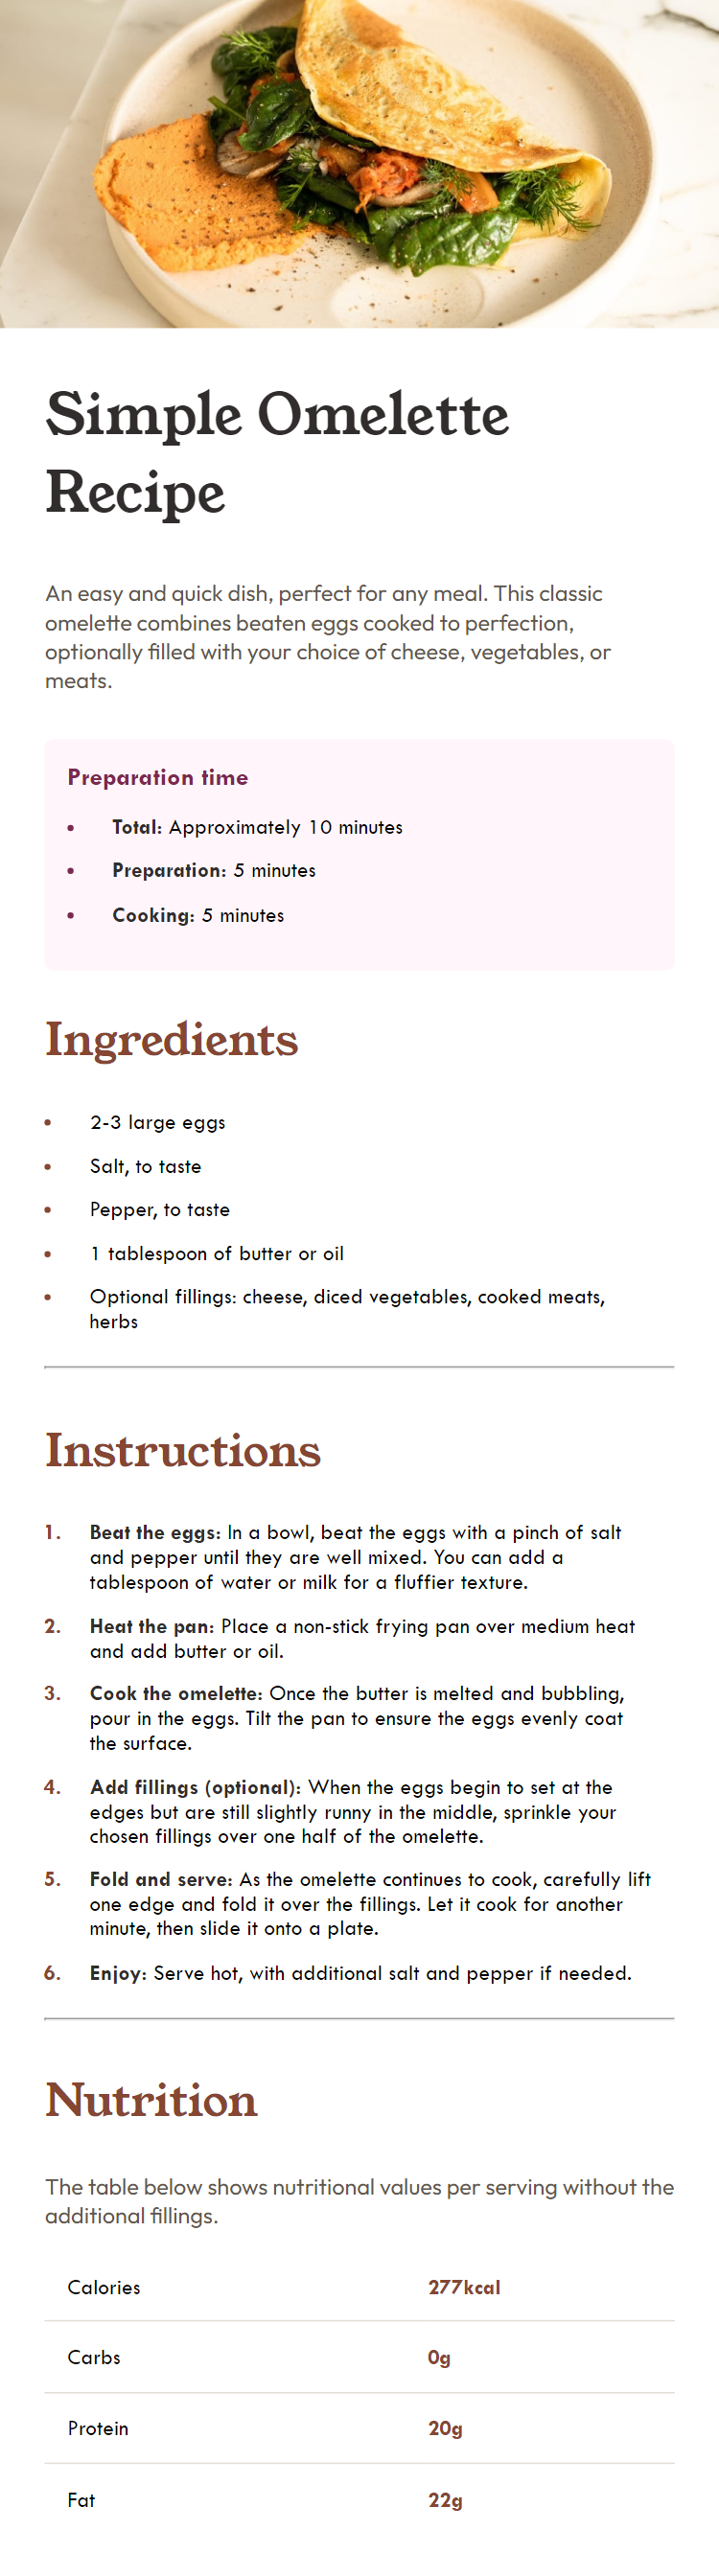 Simple Omelette
Recipe
An easy and quick dish, perfect for any meal. This classic
omelette combines beaten eggs cooked to perfection,
optionally filled with your choice of cheese, vegetables, or
meats.
Preparation time
• Total: Approximately 10 minutes
• Preparation: 5 minutes
• Cooking: 5 minutes
Ingredients
• 2-3 large eggs
• Salt, to taste
• Pepper, to taste
• 1 tablespoon of butter or oil
• Optional fillings: cheese, diced vegetables, cooked meats,
herbs
Instructions
1. Beat the eggs: In a bowl, beat the eggs with a pinch of salt
and pepper until they are well mixed. You can add a
tablespoon of water or milk for a fluffier texture.
2. Heat the pan: Place a non-stick frying pan over medium heat
and add butter or oil.
3. Cook the omelette: Once the butter is melted and bubbling,
pour in the eggs. Tilt the pan to ensure the eggs evenly coat
the surface.
4. Add fillings (optional): When the eggs begin to set at the
edges but are still slightly runny in the middle, sprinkle your
chosen fillings over one half of the omelette.
5. Fold and serve: As the omelette continues to cook, carefully lift
one edge and fold it over the fillings. Let it cook for another
minute, then slide it onto a plate.
6. Enjoy: Serve hot, with additional salt and pepper if needed.
Nutrition
The table below shows nutritional values per serving without the
additional fillings.
Calories 277kcal
Carbs 0g
Protein 20g
Fat 22g